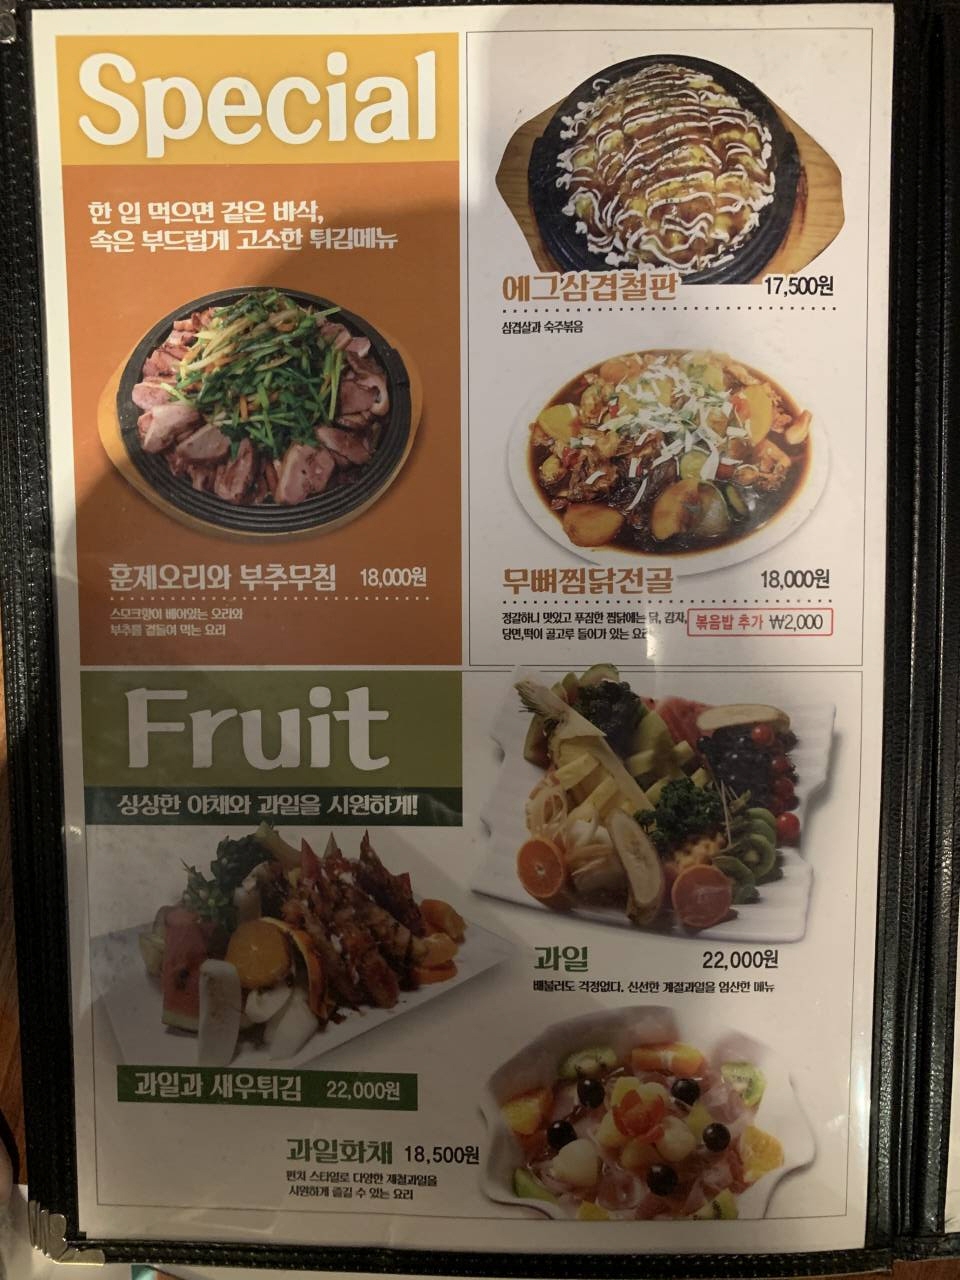 Special
한 입 먹으면 겉은 바삭,
속은 부드럽게 고소한 튀김메뉴
훈제오리와 부추무침 18,000원
스모크향이 베어있는 오리와
부추를 곁들여 먹는 요리
에그삼겹철판 17,500원
삼겹살과 숙주볶음
무뼈찜닭전골 18,000원
정갈하니 맛있고 푸짐한 찜닭에는 닭, 감자,
당면,떡이 골고루 들어가 있는 요리
볶음밥 추가 ₩2,000
Fruit
싱싱한 야채와 과일을 시원하게!
과일 22,000원
배불러도 걱정없다. 신선한 계절과일을 엄선한 메뉴
과일과 새우튀김 22,000원
과일화채 18,500원
펀치 스타일로 다양한 제철과일을
시원하게 즐길 수 있는 요리